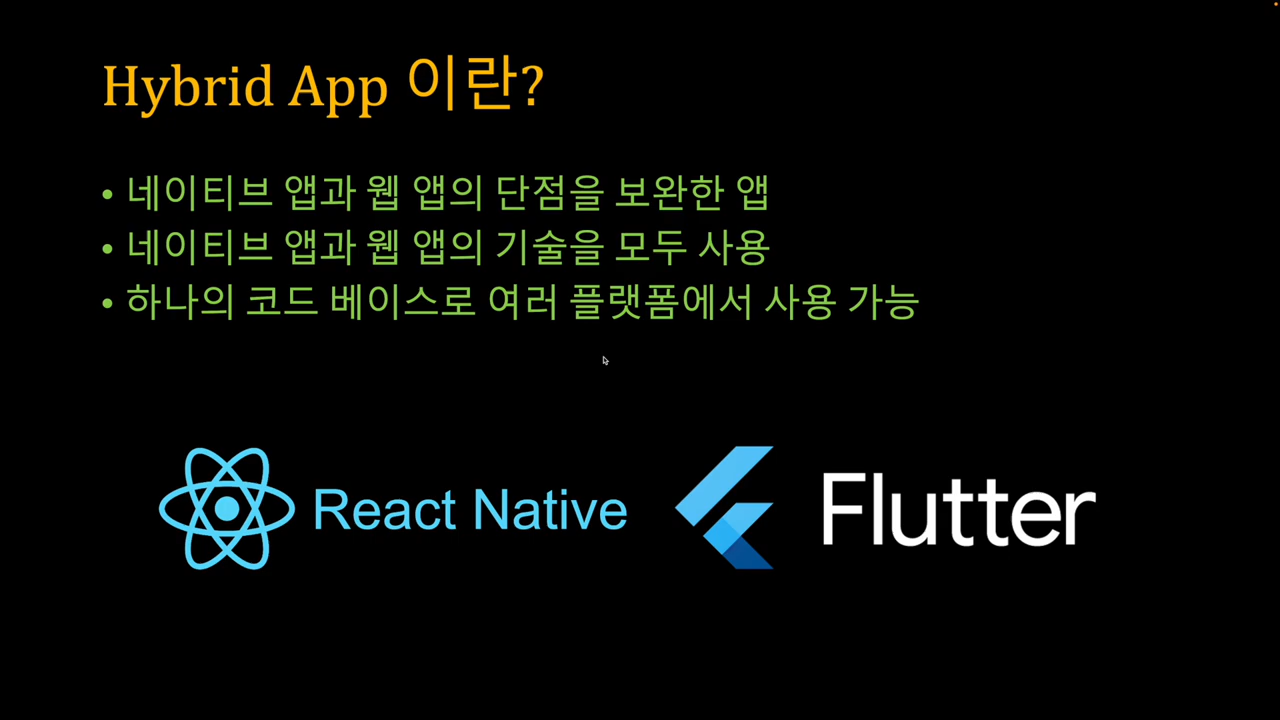 Hybrid App 이란?
• 네이티브 앱과 웹 앱의 단점을 보완한 앱
• 네이티브 앱과 웹 앱의 기술을 모두 사용
• 하나의 코드 베이스로 여러 플랫폼에서 사용 가능
React Native
Flutter